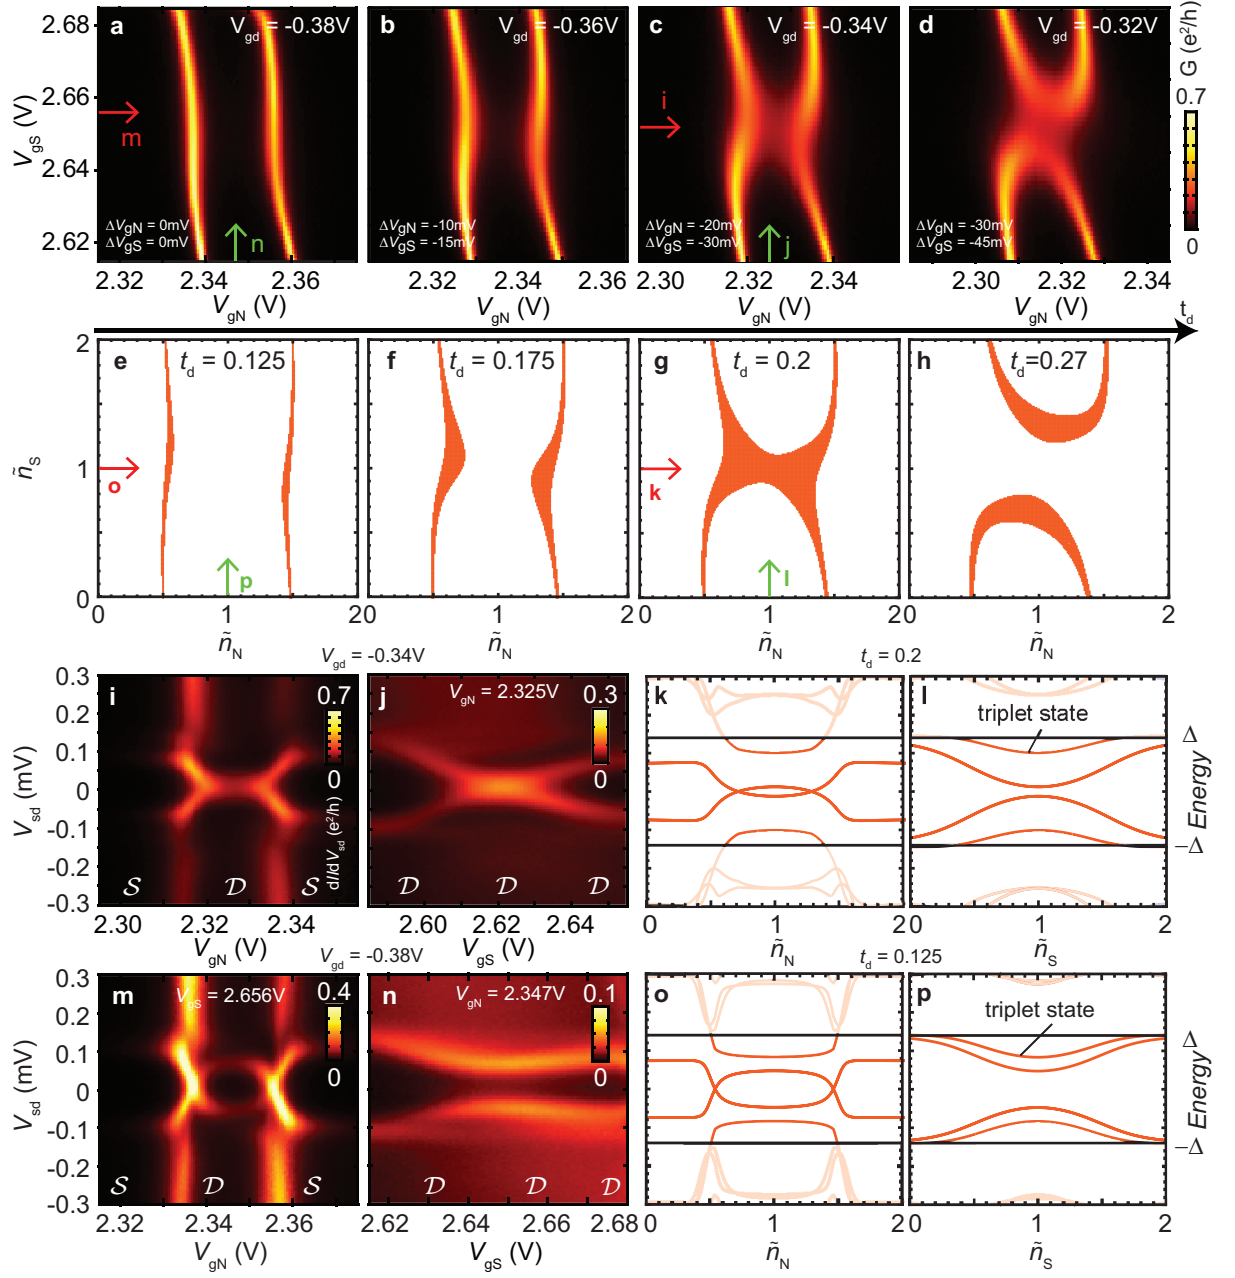 a V_gd = -0.38V
b V_gd = -0.36V
c V_gd = -0.34V
d V_gd = -0.32V
G (e²/h)
0.7
0
2.68
2.66
2.64
2.62
V_gS (V)
m
n
i
j
ΔV_gN = 0mV
ΔV_gS = 0mV
ΔV_gN = -10mV
ΔV_gS = -15mV
ΔV_gN = -20mV
ΔV_gS = -30mV
ΔV_gN = -30mV
ΔV_gS = -45mV
2.32 2.34 2.36
2.32 2.34 2.36
2.30 2.32 2.34
2.30 2.32 2.34
V_gN (V)
V_gN (V)
V_gN (V)
V_gN (V)
t_d
e t_d = 0.125
f t_d = 0.175
g t_d = 0.2
h t_d=0.27
2
1
0
ñ_S
o
p
k
l
0 1 2
0 1 2
0 1 2
0 1 2
ñ_N
ñ_N
ñ_N
ñ_N
V_gd = -0.34V
t_d = 0.2
i
0.7
0
dI/dV_sd (e²/h)
S D S
j V_gN = 2.325V
0.3
0
D D D
k
l
triplet state
Δ
-Δ
Energy
0.3
0.2
0.1
0
-0.1
-0.2
-0.3
V_sd (mV)
2.30 2.32 2.34
2.60 2.62 2.64
0 1 2
0 1 2
V_gN (V)
V_gS (V)
ñ_N
ñ_S
V_gd = -0.38V
t_d = 0.125
m V_gS = 2.656V
0.4
0
S D S
n V_gN = 2.347V
0.1
0
D D D
o
p
triplet state
Δ
-Δ
Energy
0.3
0.2
0.1
0
-0.1
-0.2
-0.3
V_sd (mV)
2.32 2.34 2.36
2.62 2.64 2.66 2.68
0 1 2
0 1 2
V_gN (V)
V_gS (V)
ñ_N
ñ_S